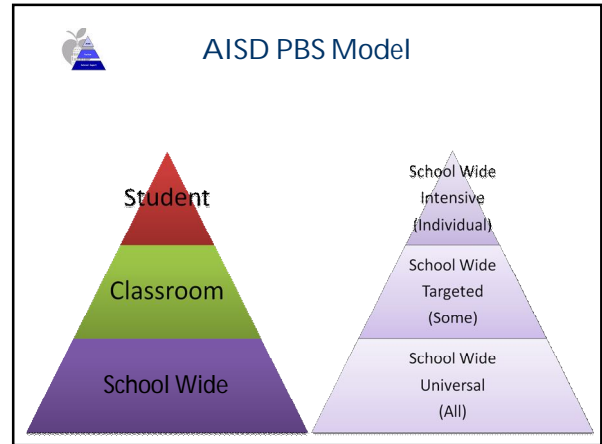 AISD PBS Model
Student
Classroom
School Wide
School Wide
Intensive
(Individual)
School Wide
Targeted
(Some)
School Wide
Universal
(All)